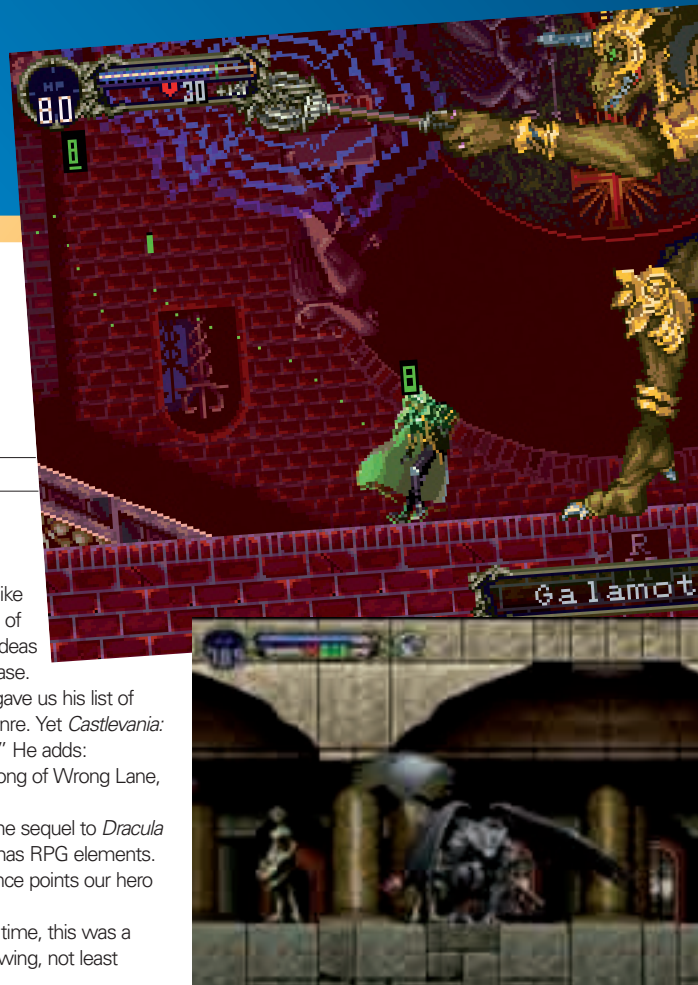 HP
80
30
8
8
R
Galamot
ike
of
deas
ase.
gave us his list of
nre. Yet Castlevania:
” He adds:
ong of Wrong Lane,
he sequel to Dracula
has RPG elements.
nce points our hero
time, this was a
wing, not least